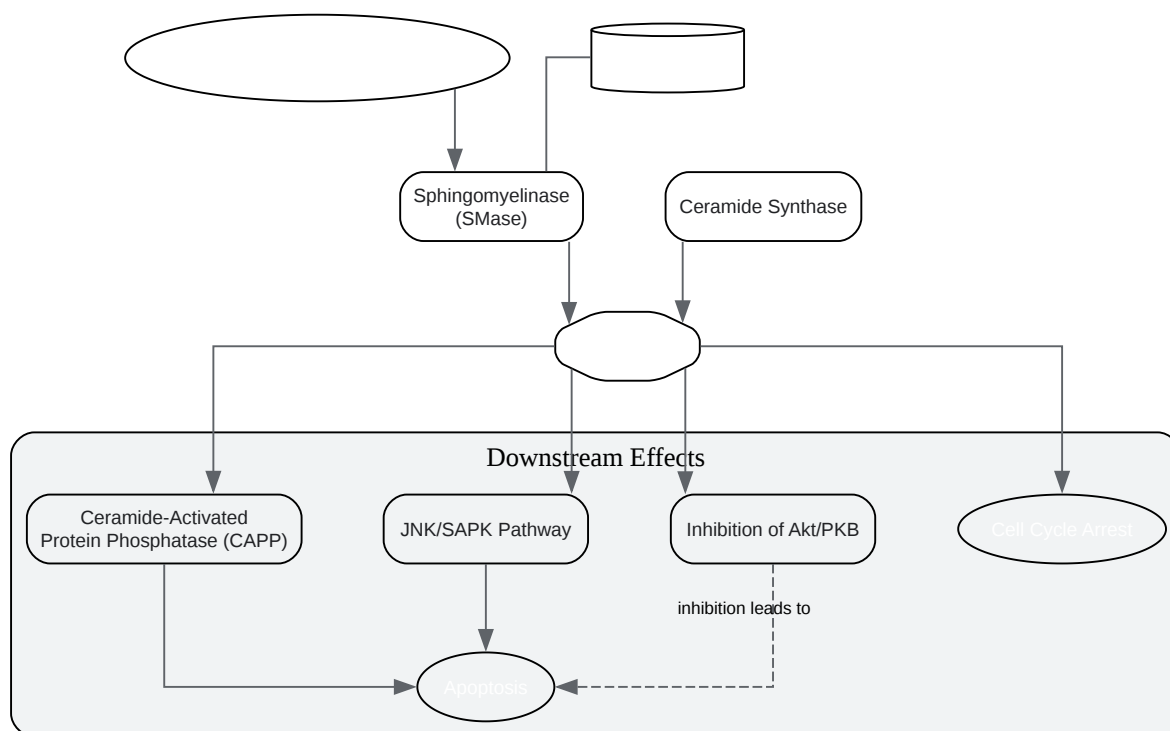 Sphingomyelinase
(SMase)
Ceramide Synthase
Downstream Effects
Ceramide-Activated
Protein Phosphatase (CAPP)
JNK/SAPK Pathway
Inhibition of Akt/PKB
Cell Cycle Arrest
inhibition leads to
Apoptosis